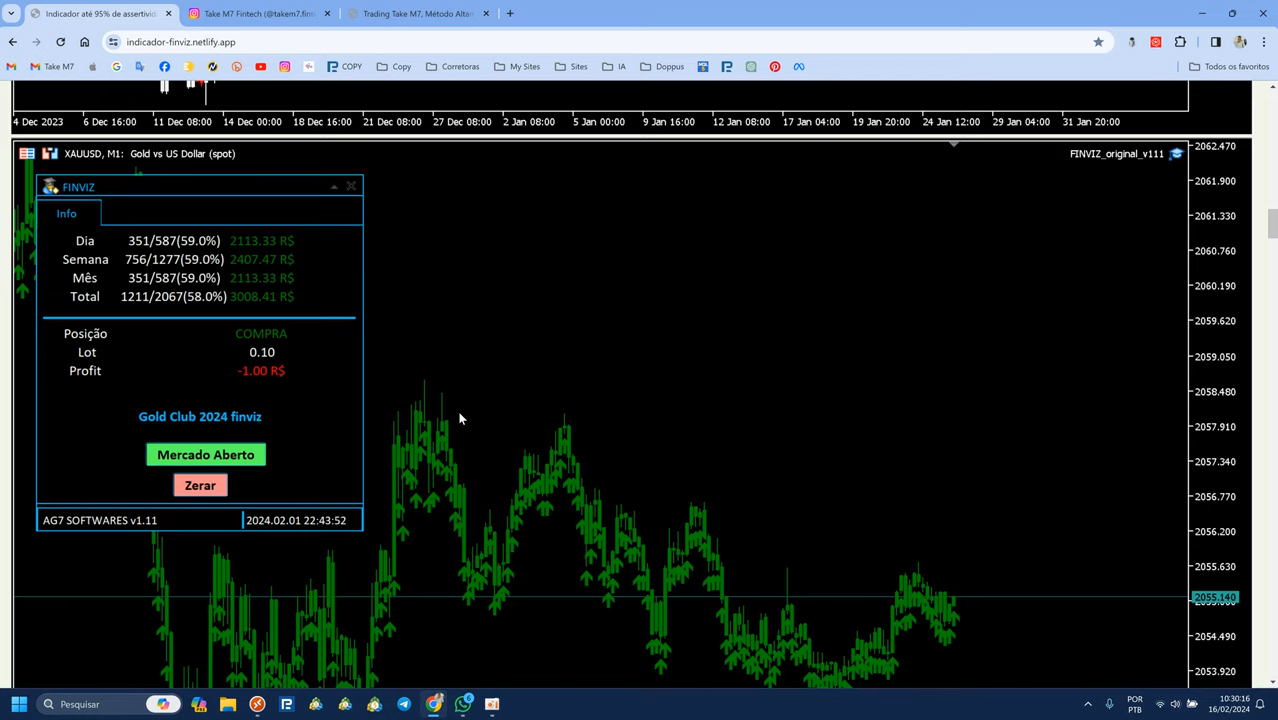 Indicador até 95% de assertivida
Take M7 Fintech (@takem7.fint
Trading Take M7, Método Altam
indicador-finviz.netlify.app
Take M7
COPY
Copy
Corretoras
My Sites
Sites
IA
Doppus
Todos os favoritos
4 Dec 2023 6 Dec 16:00 11 Dec 08:00 14 Dec 00:00 18 Dec 16:00 21 Dec 08:00 27 Dec 08:00 2 Jan 08:00 5 Jan 00:00 9 Jan 16:00 12 Jan 08:00 17 Jan 04:00 19 Jan 20:00 24 Jan 12:00 29 Jan 04:00 31 Jan 20:00
XAUUSD, M1: Gold vs US Dollar (spot)
FINVIZ_original_v111
2062.470
2061.900
2061.330
2060.760
2060.190
2059.620
2059.050
2058.480
2057.910
2057.340
2056.770
2056.200
2055.630
2055.140
2054.490
2053.920
FINVIZ
Info
Dia 351/587(59.0%) 2113.33 R$
Semana 756/1277(59.0%) 2407.47 R$
Mês 351/587(59.0%) 2113.33 R$
Total 1211/2067(58.0%) 3008.41 R$
Posição COMPRA
Lot 0.10
Profit -1.00 R$
Gold Club 2024 finviz
Mercado Aberto
Zerar
AG7 SOFTWARES v1.11 2024.02.01 22:43:52
Pesquisar
6
POR
PTB
10:30:16
16/02/2024